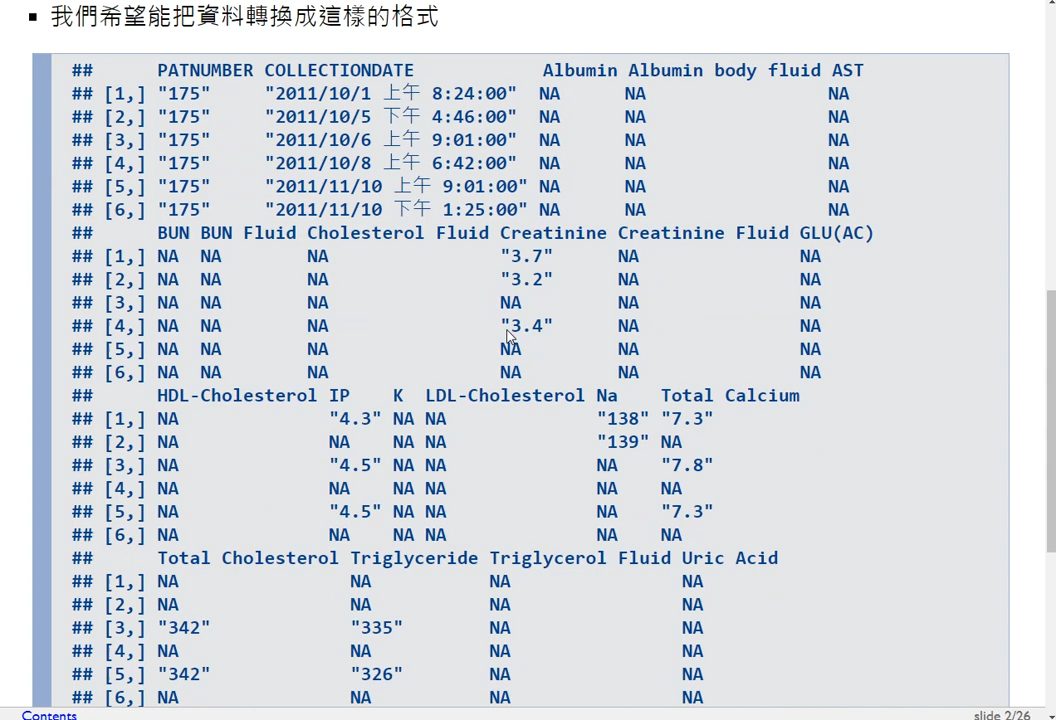 ▪ 我們希望能把資料轉換成這樣的格式
## PATNUMBER COLLECTIONDATE Albumin Albumin body fluid AST
## [1,] "175" "2011/10/1 上午 8:24:00" NA NA NA
## [2,] "175" "2011/10/5 下午 4:46:00" NA NA NA
## [3,] "175" "2011/10/6 上午 9:01:00" NA NA NA
## [4,] "175" "2011/10/8 上午 6:42:00" NA NA NA
## [5,] "175" "2011/11/10 上午 9:01:00" NA NA NA
## [6,] "175" "2011/11/10 下午 1:25:00" NA NA NA
## BUN BUN Fluid Cholesterol Fluid Creatinine Creatinine Fluid GLU(AC)
## [1,] NA NA NA "3.7" NA NA
## [2,] NA NA NA "3.2" NA NA
## [3,] NA NA NA NA NA NA
## [4,] NA NA NA "3.4" NA NA
## [5,] NA NA NA NA NA NA
## [6,] NA NA NA NA NA NA
## HDL-Cholesterol IP K LDL-Cholesterol Na Total Calcium
## [1,] NA "4.3" NA NA "138" "7.3"
## [2,] NA NA NA NA "139" NA
## [3,] NA "4.5" NA NA NA "7.8"
## [4,] NA NA NA NA NA NA
## [5,] NA "4.5" NA NA NA "7.3"
## [6,] NA NA NA NA NA NA
## Total Cholesterol Triglyceride Triglycerol Fluid Uric Acid
## [1,] NA NA NA NA
## [2,] NA NA NA NA
## [3,] "342" "335" NA NA
## [4,] NA NA NA NA
## [5,] "342" "326" NA NA
## [6,] NA NA NA NA
Contents slide 2/26